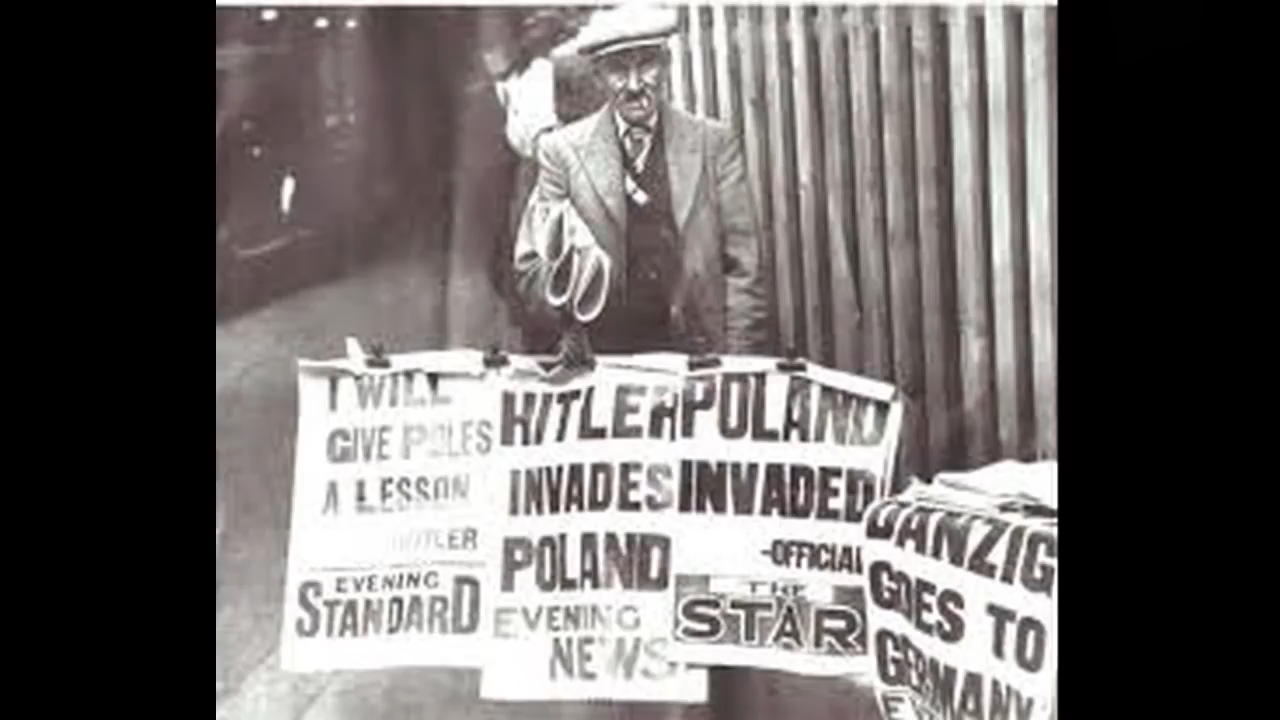 I WILL
GIVE POLES
A LESSON
HITLER
EVENING
STANDARD
HITLER
INVADES
POLAND
EVENING
NEWS
POLAND
INVADED
-OFFICIAL
THE
STAR
DANZIG
GOES TO
GERMANY